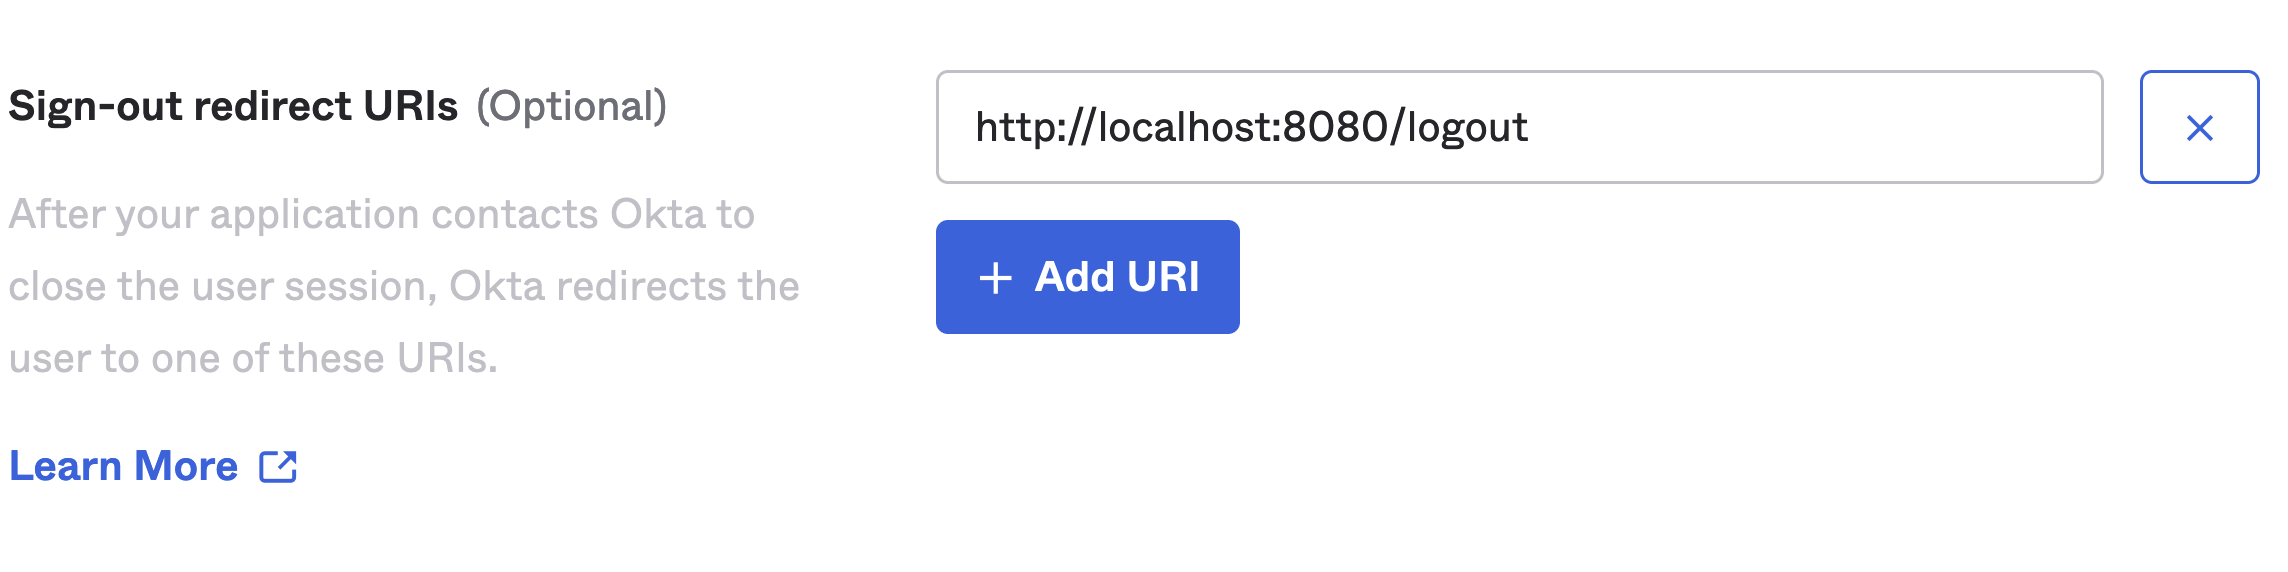 Sign-out redirect URIs (Optional)
http://localhost:8080/logout
After your application contacts Okta to
close the user session, Okta redirects the
user to one of these URIs.
+ Add URI
Learn More